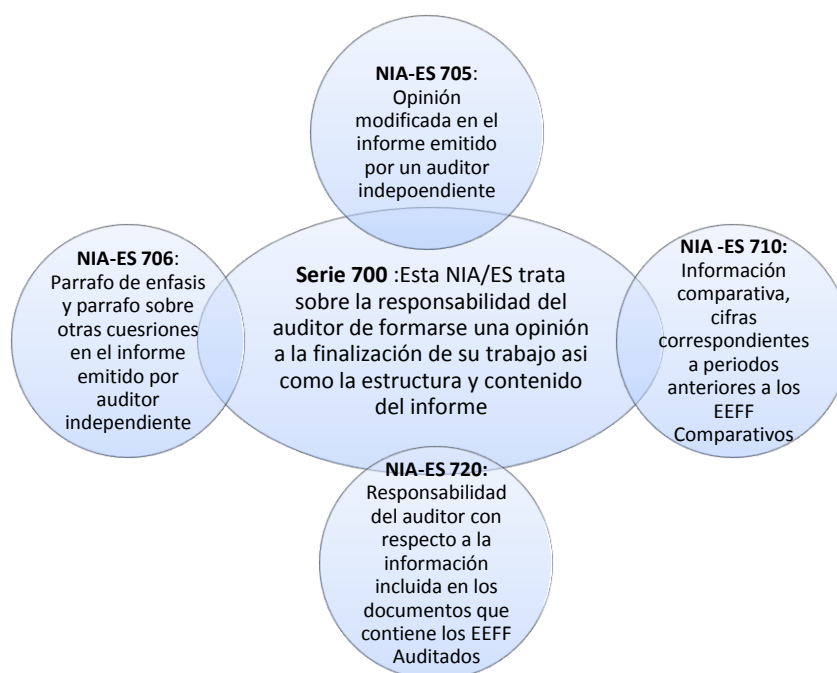 NIA-ES 705:
Opinión
modificada en el
informe emitido
por un auditor
indepoendiente
NIA-ES 706:
Parrafo de enfasis
y parrafo sobre
otras cuesriones
en el informe
emitido por
auditor
independiente
Serie 700 :Esta NIA/ES trata
sobre la responsabilidad del
auditor de formarse una opinión
a la finalización de su trabajo asi
como la estructura y contenido
del informe
NIA -ES 710:
Información
comparativa,
cifras
correspondientes
a periodos
anteriores a los
EEFF
Comparativos
NIA-ES 720:
Responsabilidad
del auditor con
respecto a la
información
incluida en los
documentos que
contiene los EEFF
Auditados